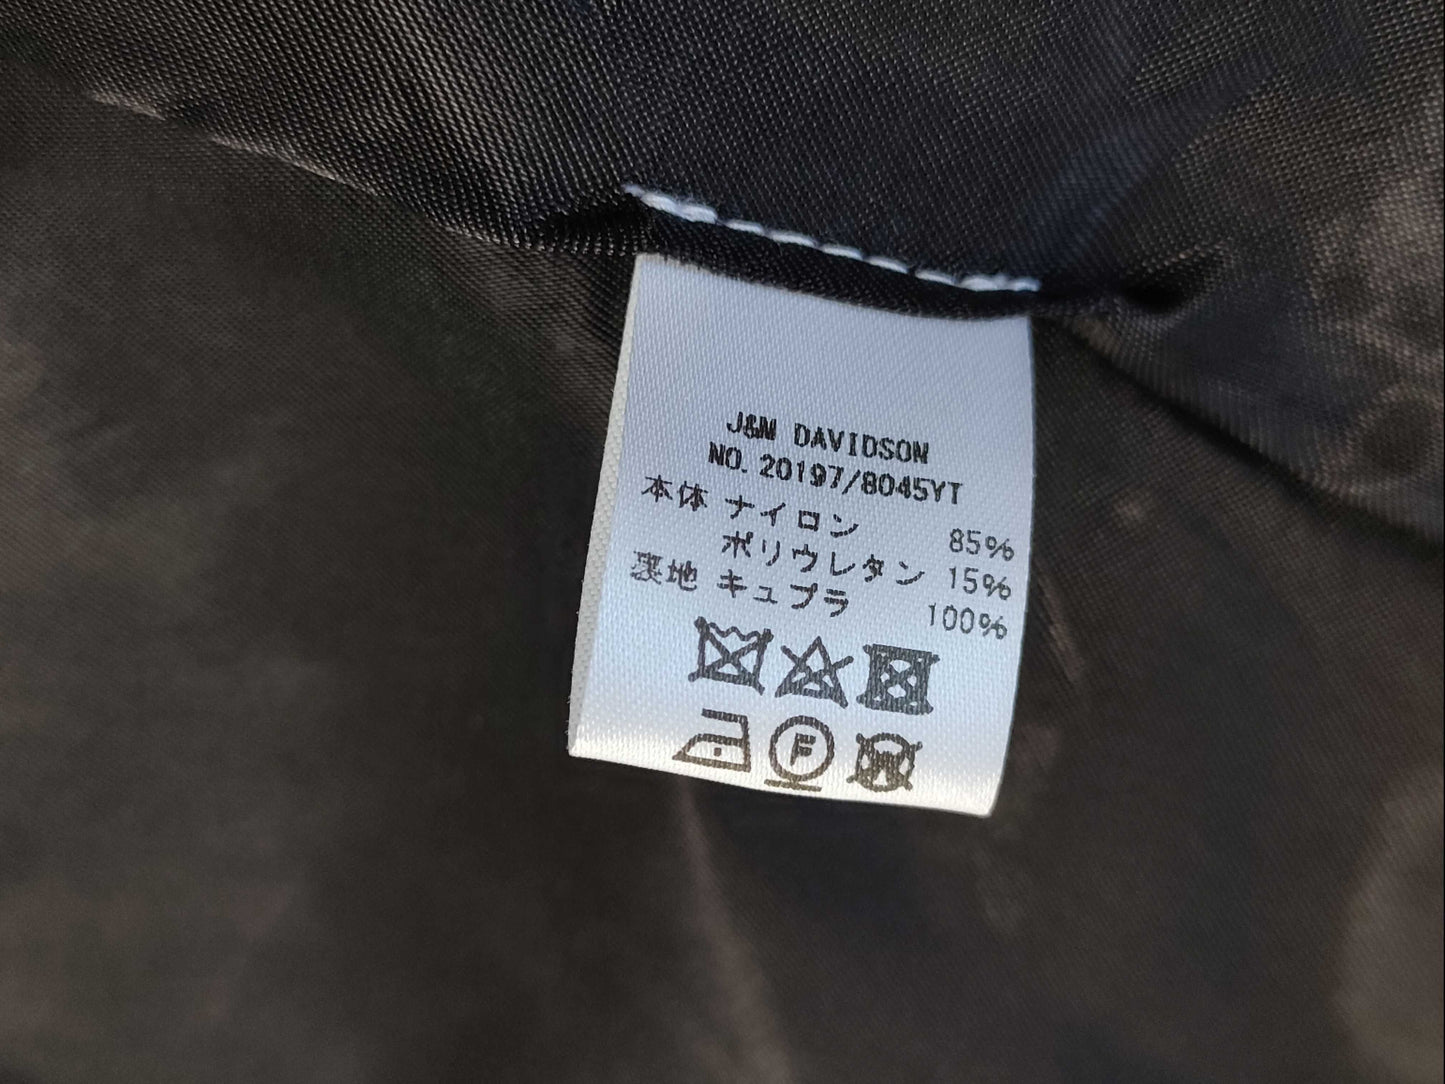 J&M DAVIDSON
NO. 20197/8045YT
本体 ナイロン 85%
ポリウレタン 15%
裏地 キュプラ 100%
F
W